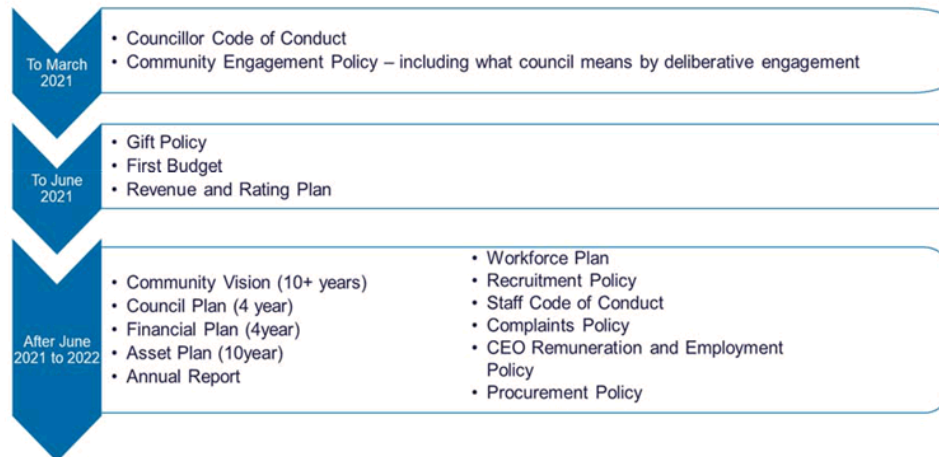 To March
2021
• Councillor Code of Conduct
• Community Engagement Policy – including what council means by deliberative engagement
To June
2021
• Gift Policy
• First Budget
• Revenue and Rating Plan
After June
2021 to 2022
• Community Vision (10+ years)
• Council Plan (4 year)
• Financial Plan (4year)
• Asset Plan (10year)
• Annual Report
• Workforce Plan
• Recruitment Policy
• Staff Code of Conduct
• Complaints Policy
• CEO Remuneration and Employment
Policy
• Procurement Policy